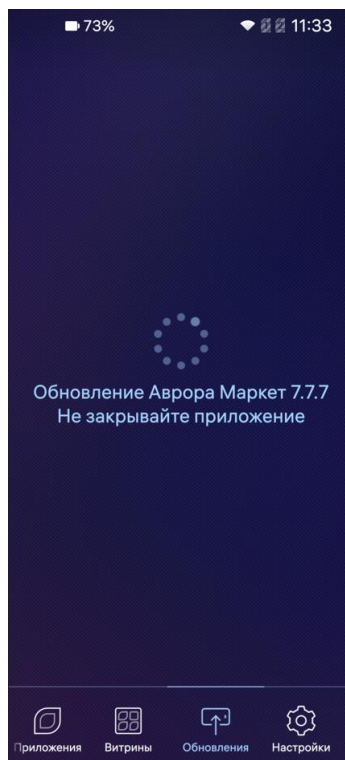 73% 11:33
Обновление Аврора Маркет 7.7.7
Не закрывайте приложение
Приложения Витрины Обновления Настройки